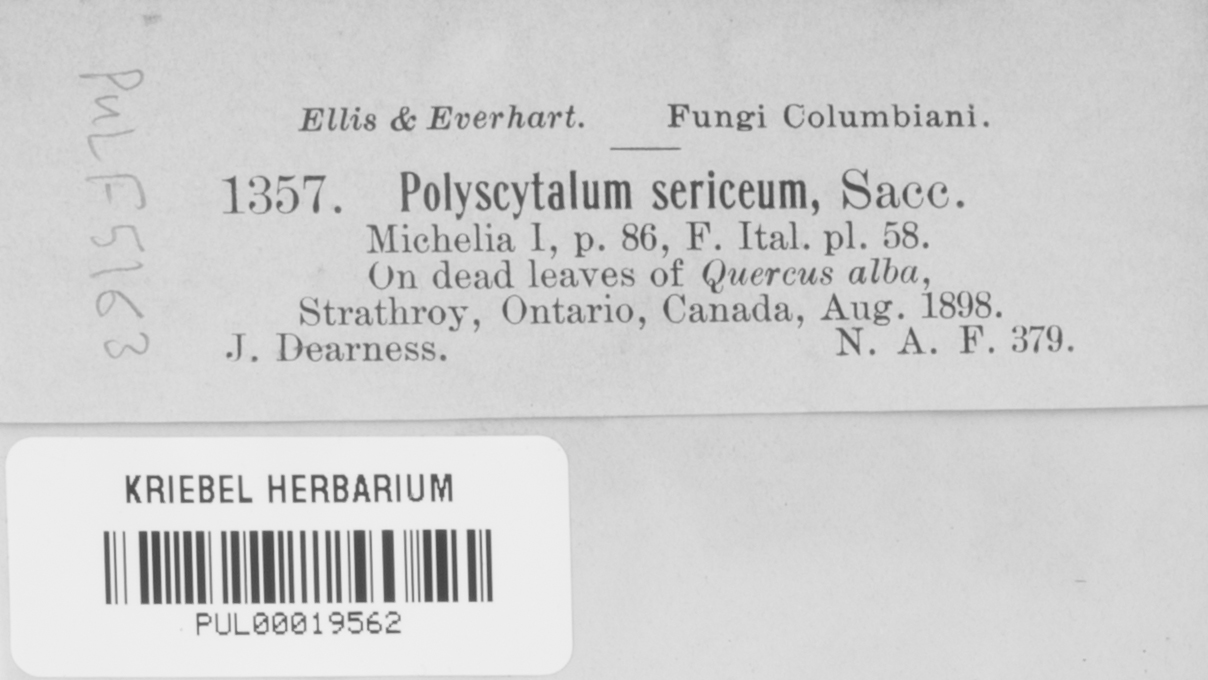 Ellis & Everhart. Fungi Columbiani.
1357. Polyscytalum sericeum, Sacc.
Michelia I, p. 86, F. Ital. pl. 58.
On dead leaves of Quercus alba,
Strathroy, Ontario, Canada, Aug. 1898.
J. Dearness. N. A. F. 379.
PUL F5163
KRIEBEL HERBARIUM
PUL00019562